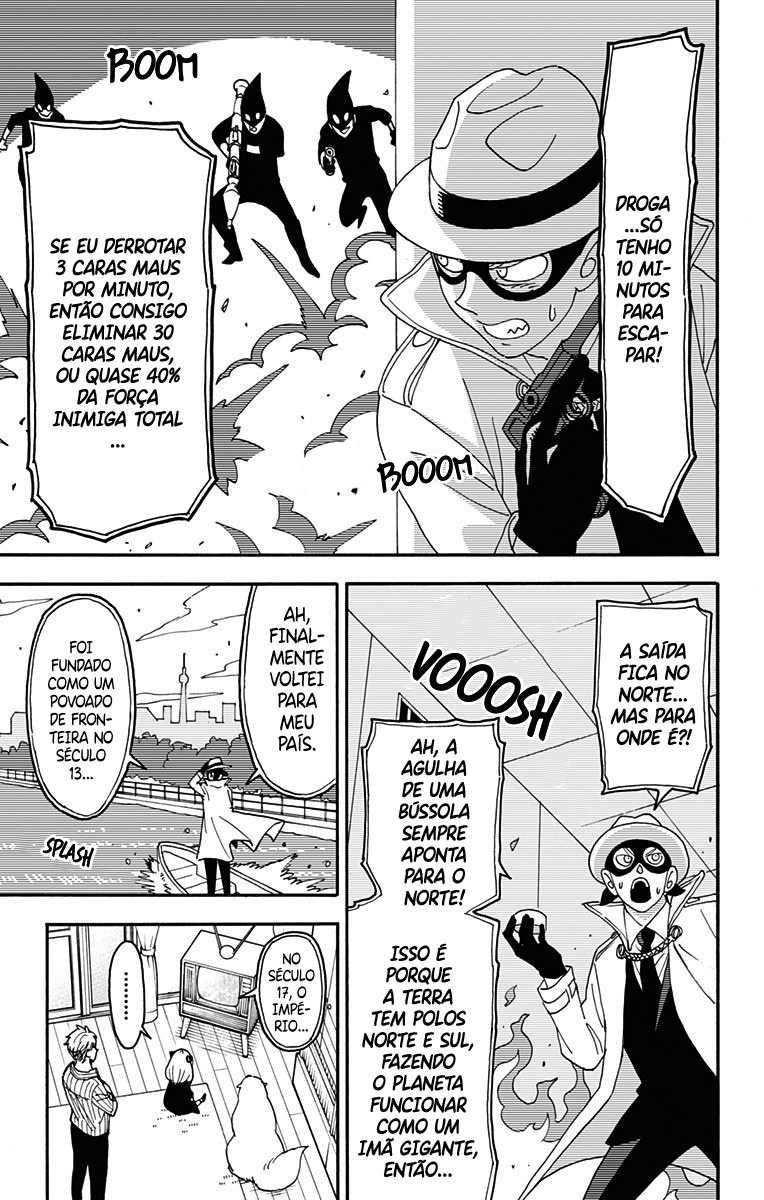 BOOM
DROGA
...SÓ
TENHO
10 MI-
NUTOS
PARA
ESCA-
PAR!
SE EU DERROTAR
3 CARAS MAUS
POR MINUTO,
ENTÃO CONSIGO
ELIMINAR 30
CARAS MAUS,
OU QUASE 40%
DA FORÇA
INIMIGA TOTAL
...
BOOOM
A SAÍDA
FICA NO
NORTE...
MAS PARA
ONDE É?!
VOOOSH
AH, A
AGULHA
DE UMA
BÚSSOLA
SEMPRE
APONTA
PARA O
NORTE!
ISSO É
PORQUE
A TERRA
TEM POLOS
NORTE E SUL,
FAZENDO
O PLANETA
FUNCIONAR
COMO UM
IMÃ GIGANTE,
ENTÃO...
AH,
FINAL-
MENTE
VOLTEI
PARA
MEU
PAÍS.
FOI
FUNDADO
COMO UM
POVOADO
DE FRON-
TEIRA NO
SÉCULO
13...
SPLASH
NO
SÉCULO
17, O
IMPÉ-
RIO...
........